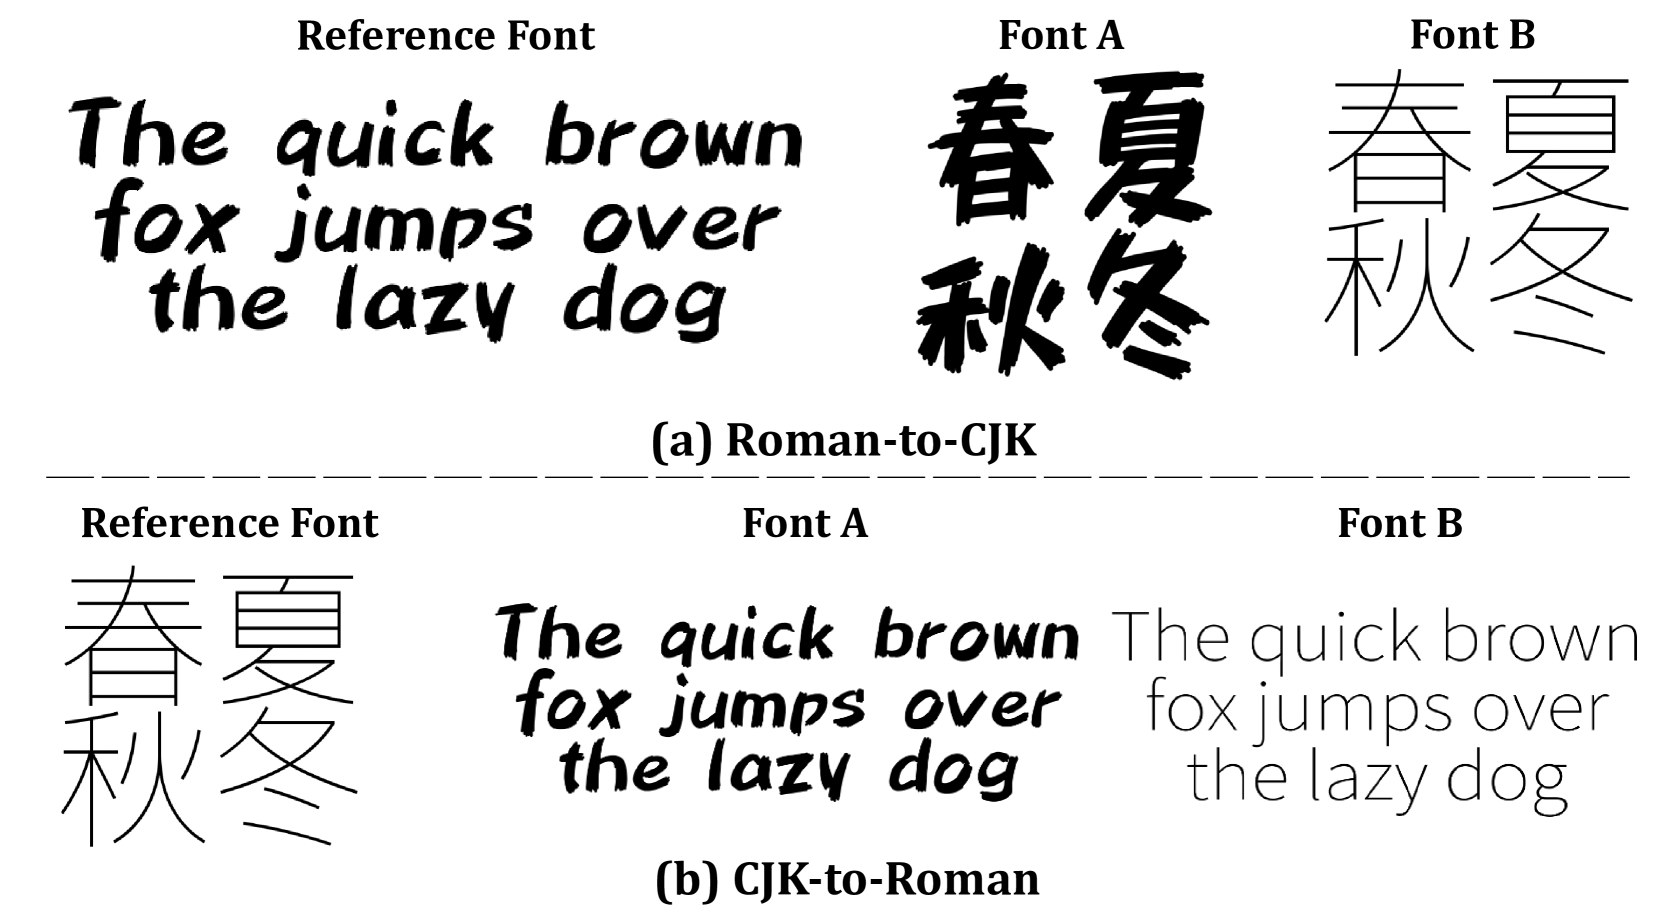 Reference Font
Font A
Font B
The quick brown
fox jumps over
the lazy dog
春夏
秋冬
春夏
秋冬
(a) Roman-to-CJK
Reference Font
Font A
Font B
春夏
秋冬
The quick brown
fox jumps over
the lazy dog
The quick brown
fox jumps over
the lazy dog
(b) CJK-to-Roman